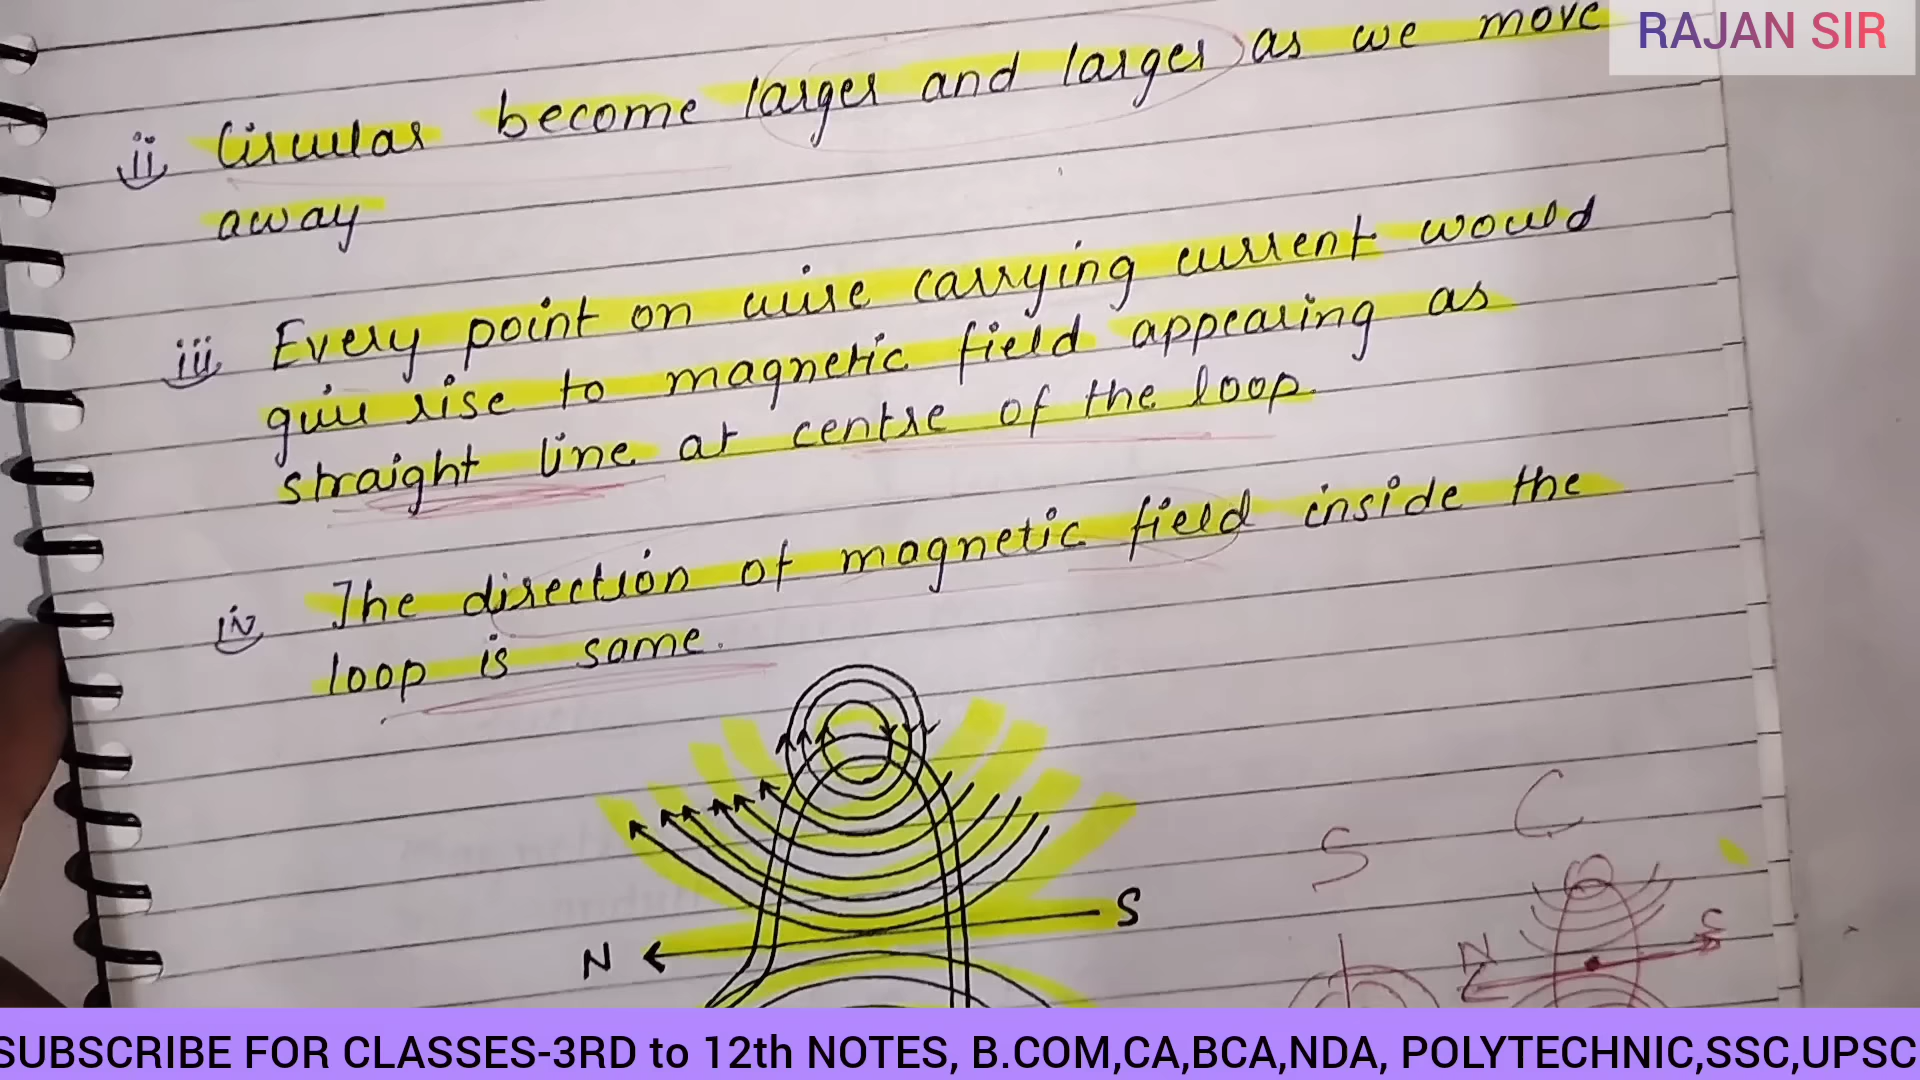 RAJAN SIR
ii Circular become larger and larger as we move
away
iii Every point on wire carrying current would
give rise to magnetic field appearing as
straight line at centre of the loop.
iv The direction of magnetic field inside the
loop is same.
C
S
S
N
N
S
SUBSCRIBE FOR CLASSES-3RD to 12th NOTES, B.COM,CA,BCA,NDA, POLYTECHNIC,SSC,UPSC